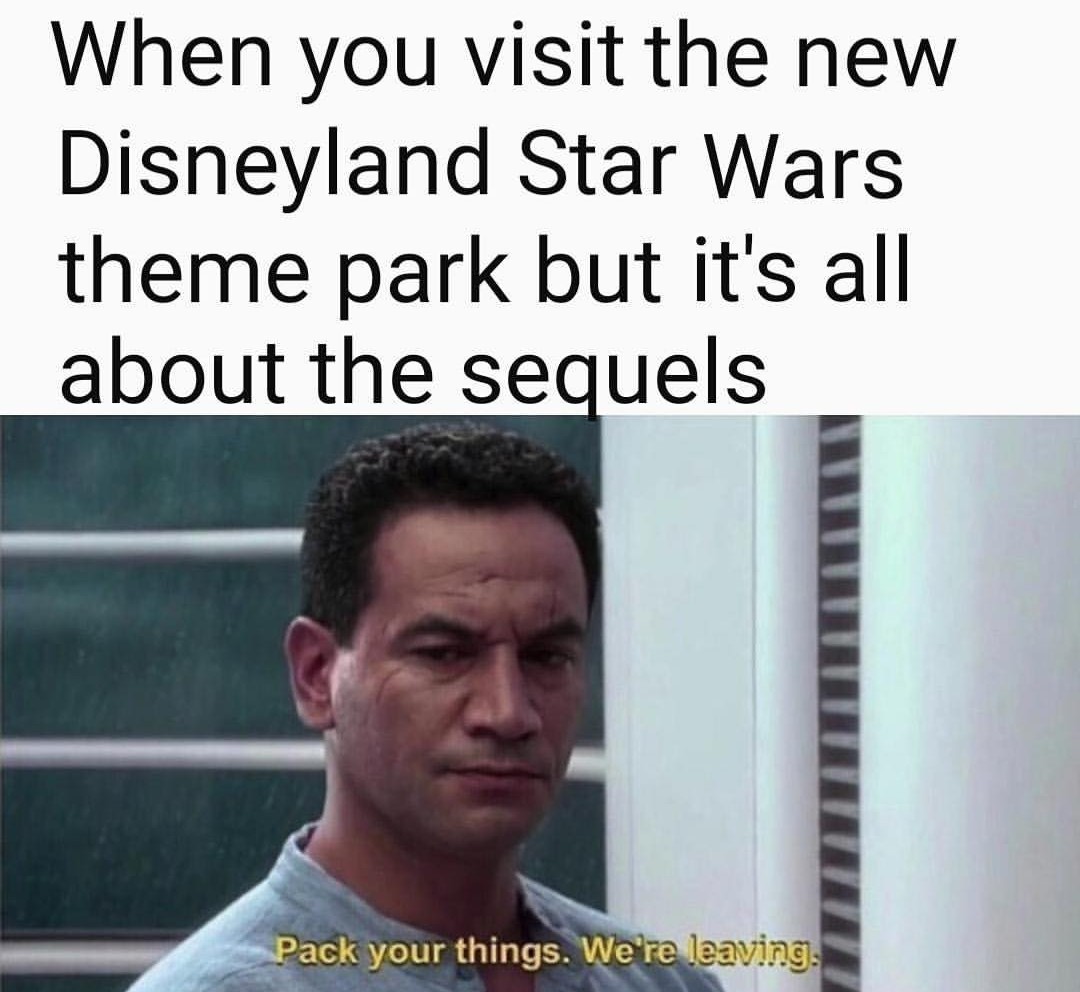 When you visit the new
Disneyland Star Wars
theme park but it's all
about the sequels
Pack your things. We're leaving.